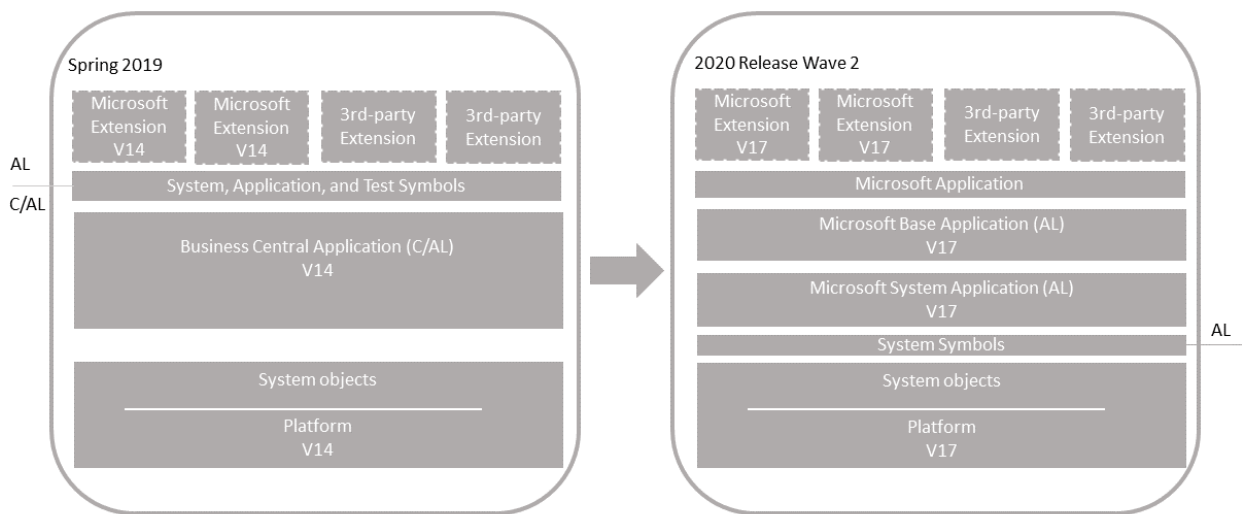 Spring 2019
Microsoft
Extension
V14
Microsoft
Extension
V14
3rd-party
Extension
3rd-party
Extension
AL
C/AL
System, Application, and Test Symbols
Business Central Application (C/AL)
V14
System objects
Platform
V14
2020 Release Wave 2
Microsoft
Extension
V17
Microsoft
Extension
V17
3rd-party
Extension
3rd-party
Extension
Microsoft Application
Microsoft Base Application (AL)
V17
Microsoft System Application (AL)
V17
System Symbols
AL
System objects
Platform
V17